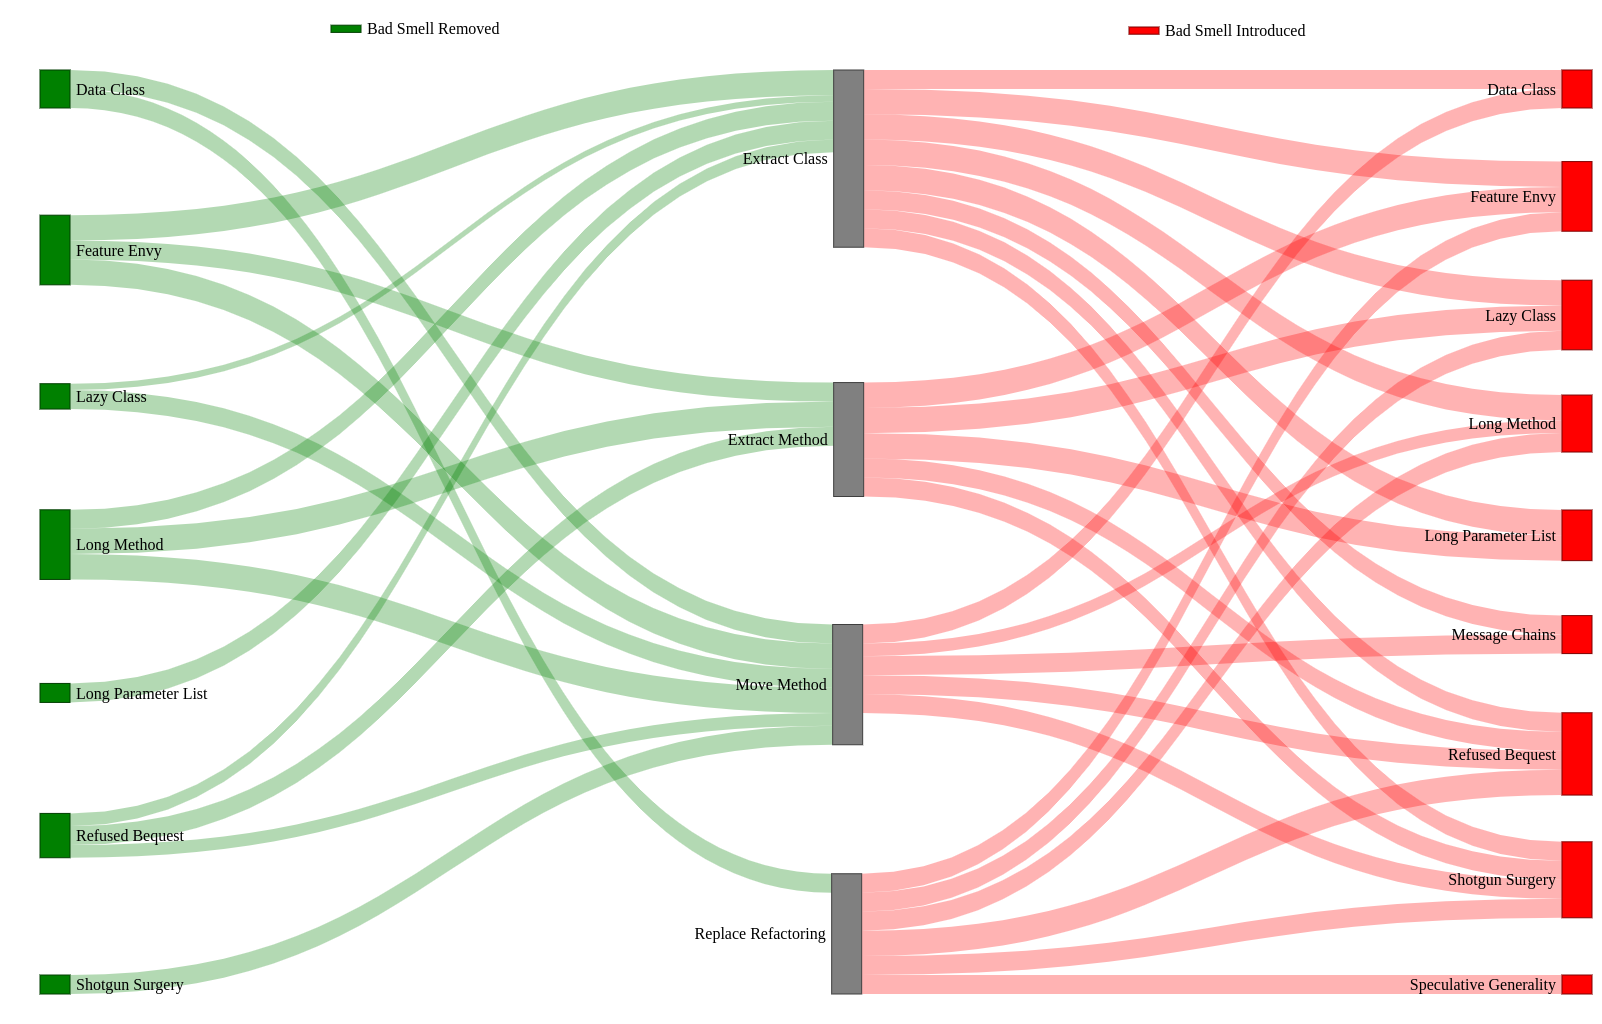 Bad Smell Removed
Bad Smell Introduced
Data Class
Feature Envy
Lazy Class
Long Method
Long Parameter List
Refused Bequest
Shotgun Surgery
Extract Class
Extract Method
Move Method
Replace Refactoring
Data Class
Feature Envy
Lazy Class
Long Method
Long Parameter List
Message Chains
Refused Bequest
Shotgun Surgery
Speculative Generality